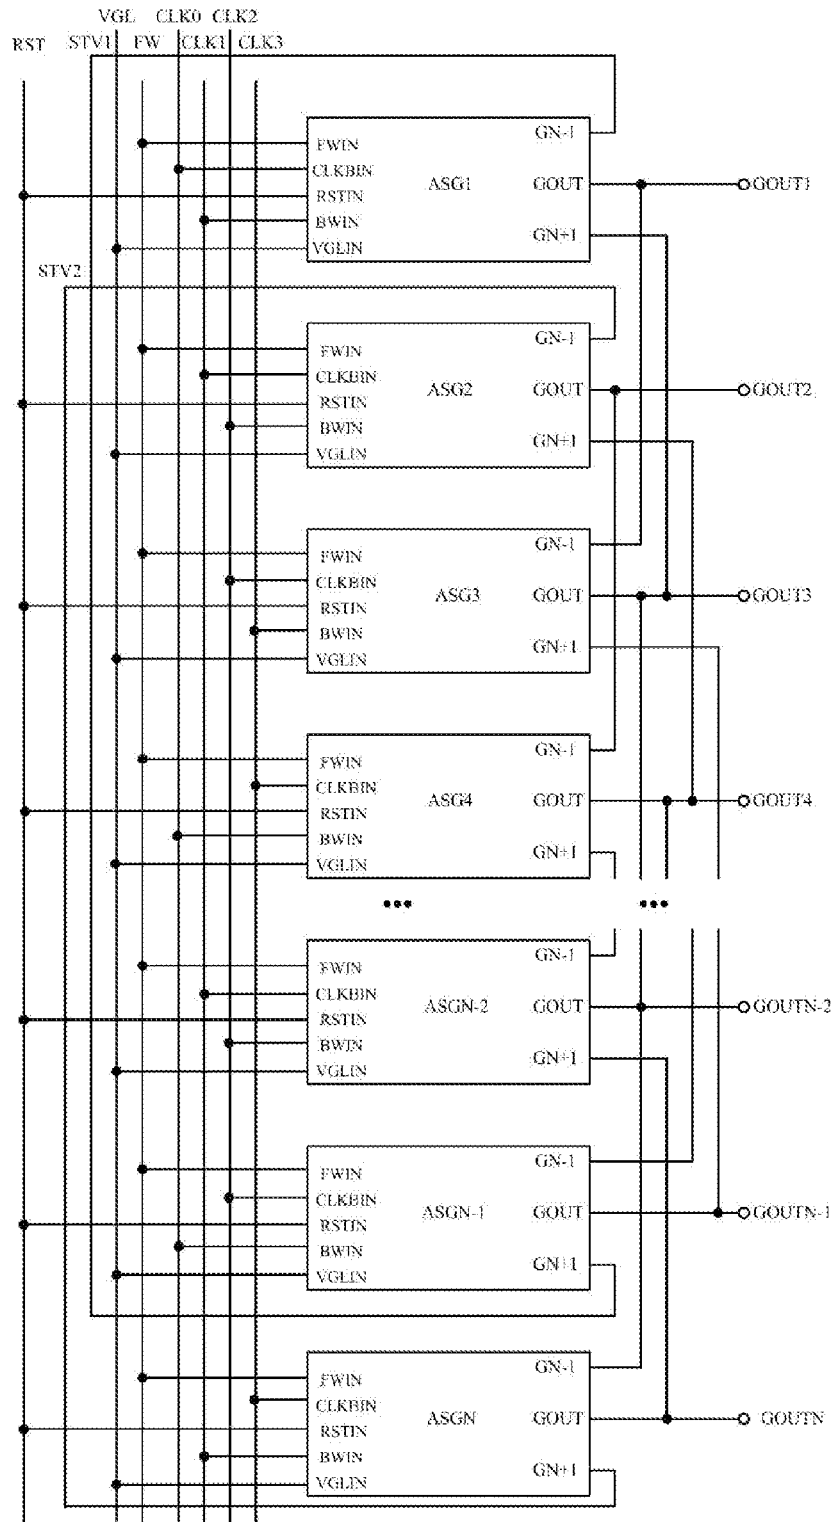 VGL CLK0 CLK2
RST STV1 FW CLK1 CLK3
GN-1
FWIN
CLKBIN
ASG1 GOUT GOUT1
RSTIN
BWIN
GN+1
VGLIN
STV2
GN-1
FWIN
CLKBIN
ASG2 GOUT GOUT2
RSTIN
BWIN
GN+1
VGLIN
GN-1
FWIN
CLKBIN
ASG3 GOUT GOUT3
RSTIN
BWIN
GN+1
VGLIN
GN-1
FWIN
CLKBIN
ASG4 GOUT GOUT4
RSTIN
BWIN
GN+1
VGLIN
••• •••
GN-1
FWIN
CLKBIN
ASGN-2 GOUT GOUTN-2
RSTIN
BWIN
GN+1
VGLIN
GN-1
FWIN
CLKBIN
ASGN-1 GOUT GOUTN-1
RSTIN
BWIN
GN+1
VGLIN
GN-1
FWIN
CLKBIN
ASGN GOUT GOUTN
RSTIN
BWIN
GN+1
VGLIN